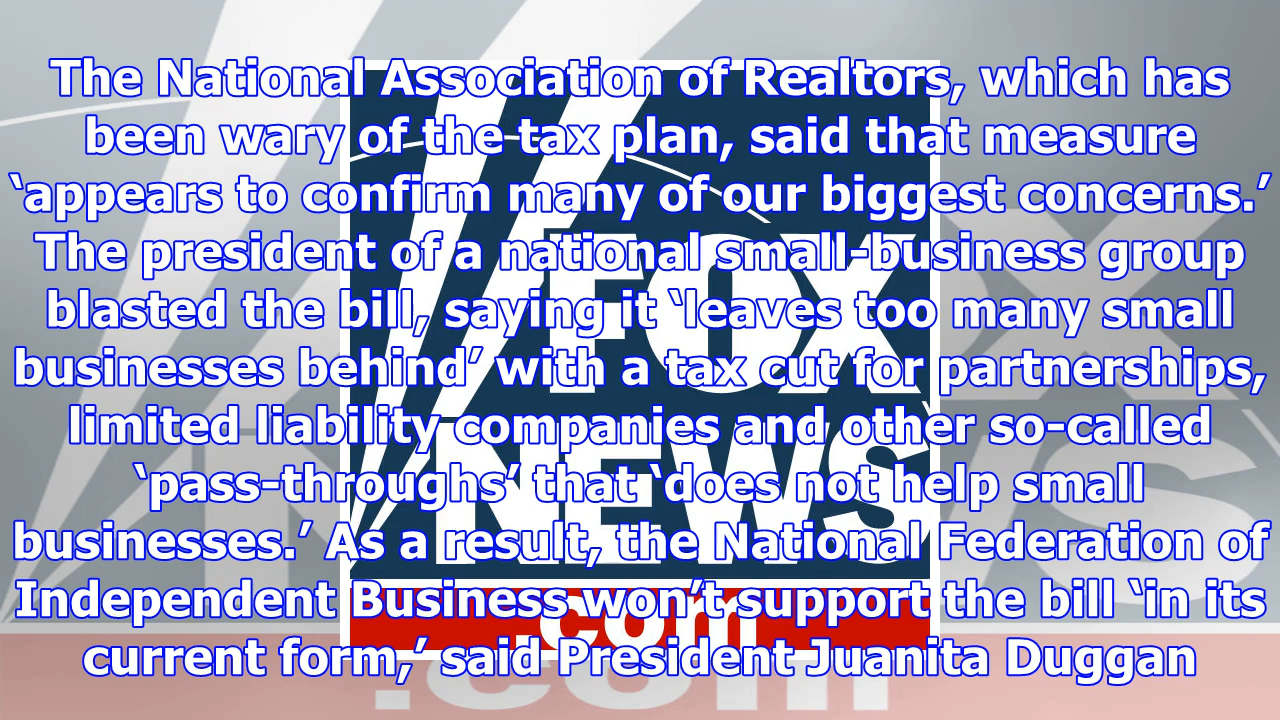 The National Association of Realtors, which has
been wary of the tax plan, said that measure
‘appears to confirm many of our biggest concerns.’
The president of a national small-business group
blasted the bill, saying it ‘leaves too many small
businesses behind’ with a tax cut for partnerships,
limited liability companies and other so-called
‘pass-throughs’ that ‘does not help small
businesses.’ As a result, the National Federation of
Independent Business won’t support the bill ‘in its
current form,’ said President Juanita Duggan
FOX
NEWS
.com